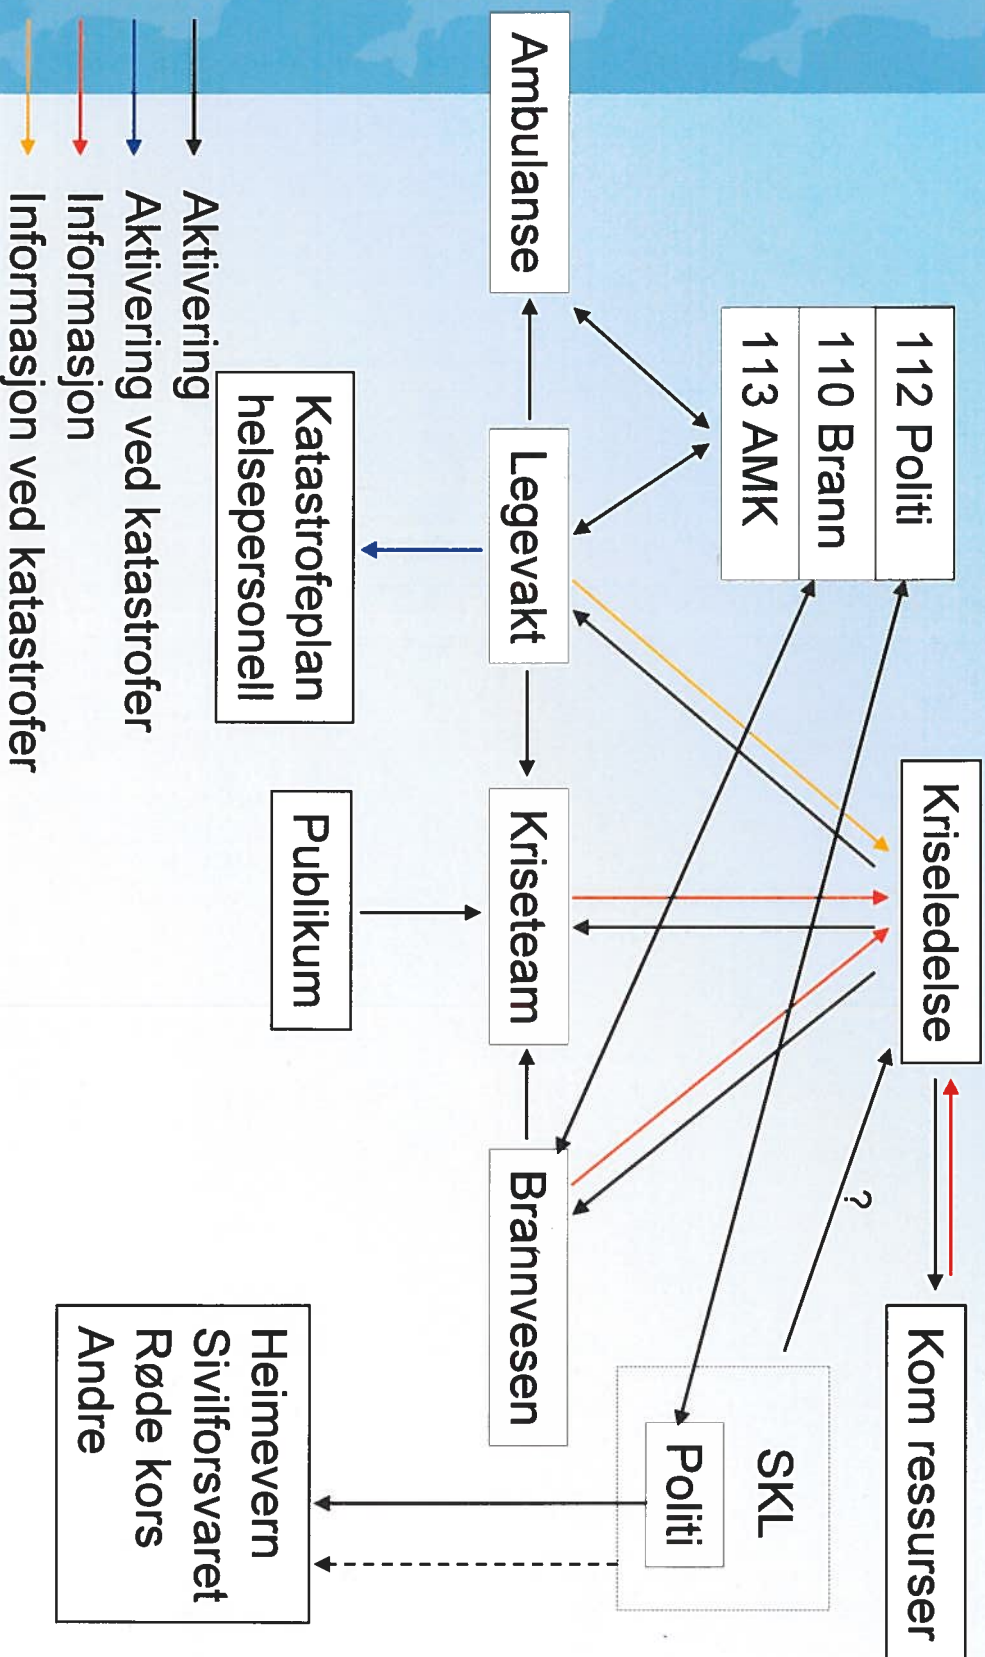 112 Politi
110 Brann
113 AMK
Kriseledelse
Kom ressurser
?
SKL
Politi
Ambulanse
Legevakt
Kriseteam
Brannvesen
Katastrofeplan
helsepersonell
Publikum
Heimevern
Sivilforsvaret
Røde kors
Andre
Aktivering
Aktivering ved katastrofer
Informasjon
Informasjon ved katastrofer